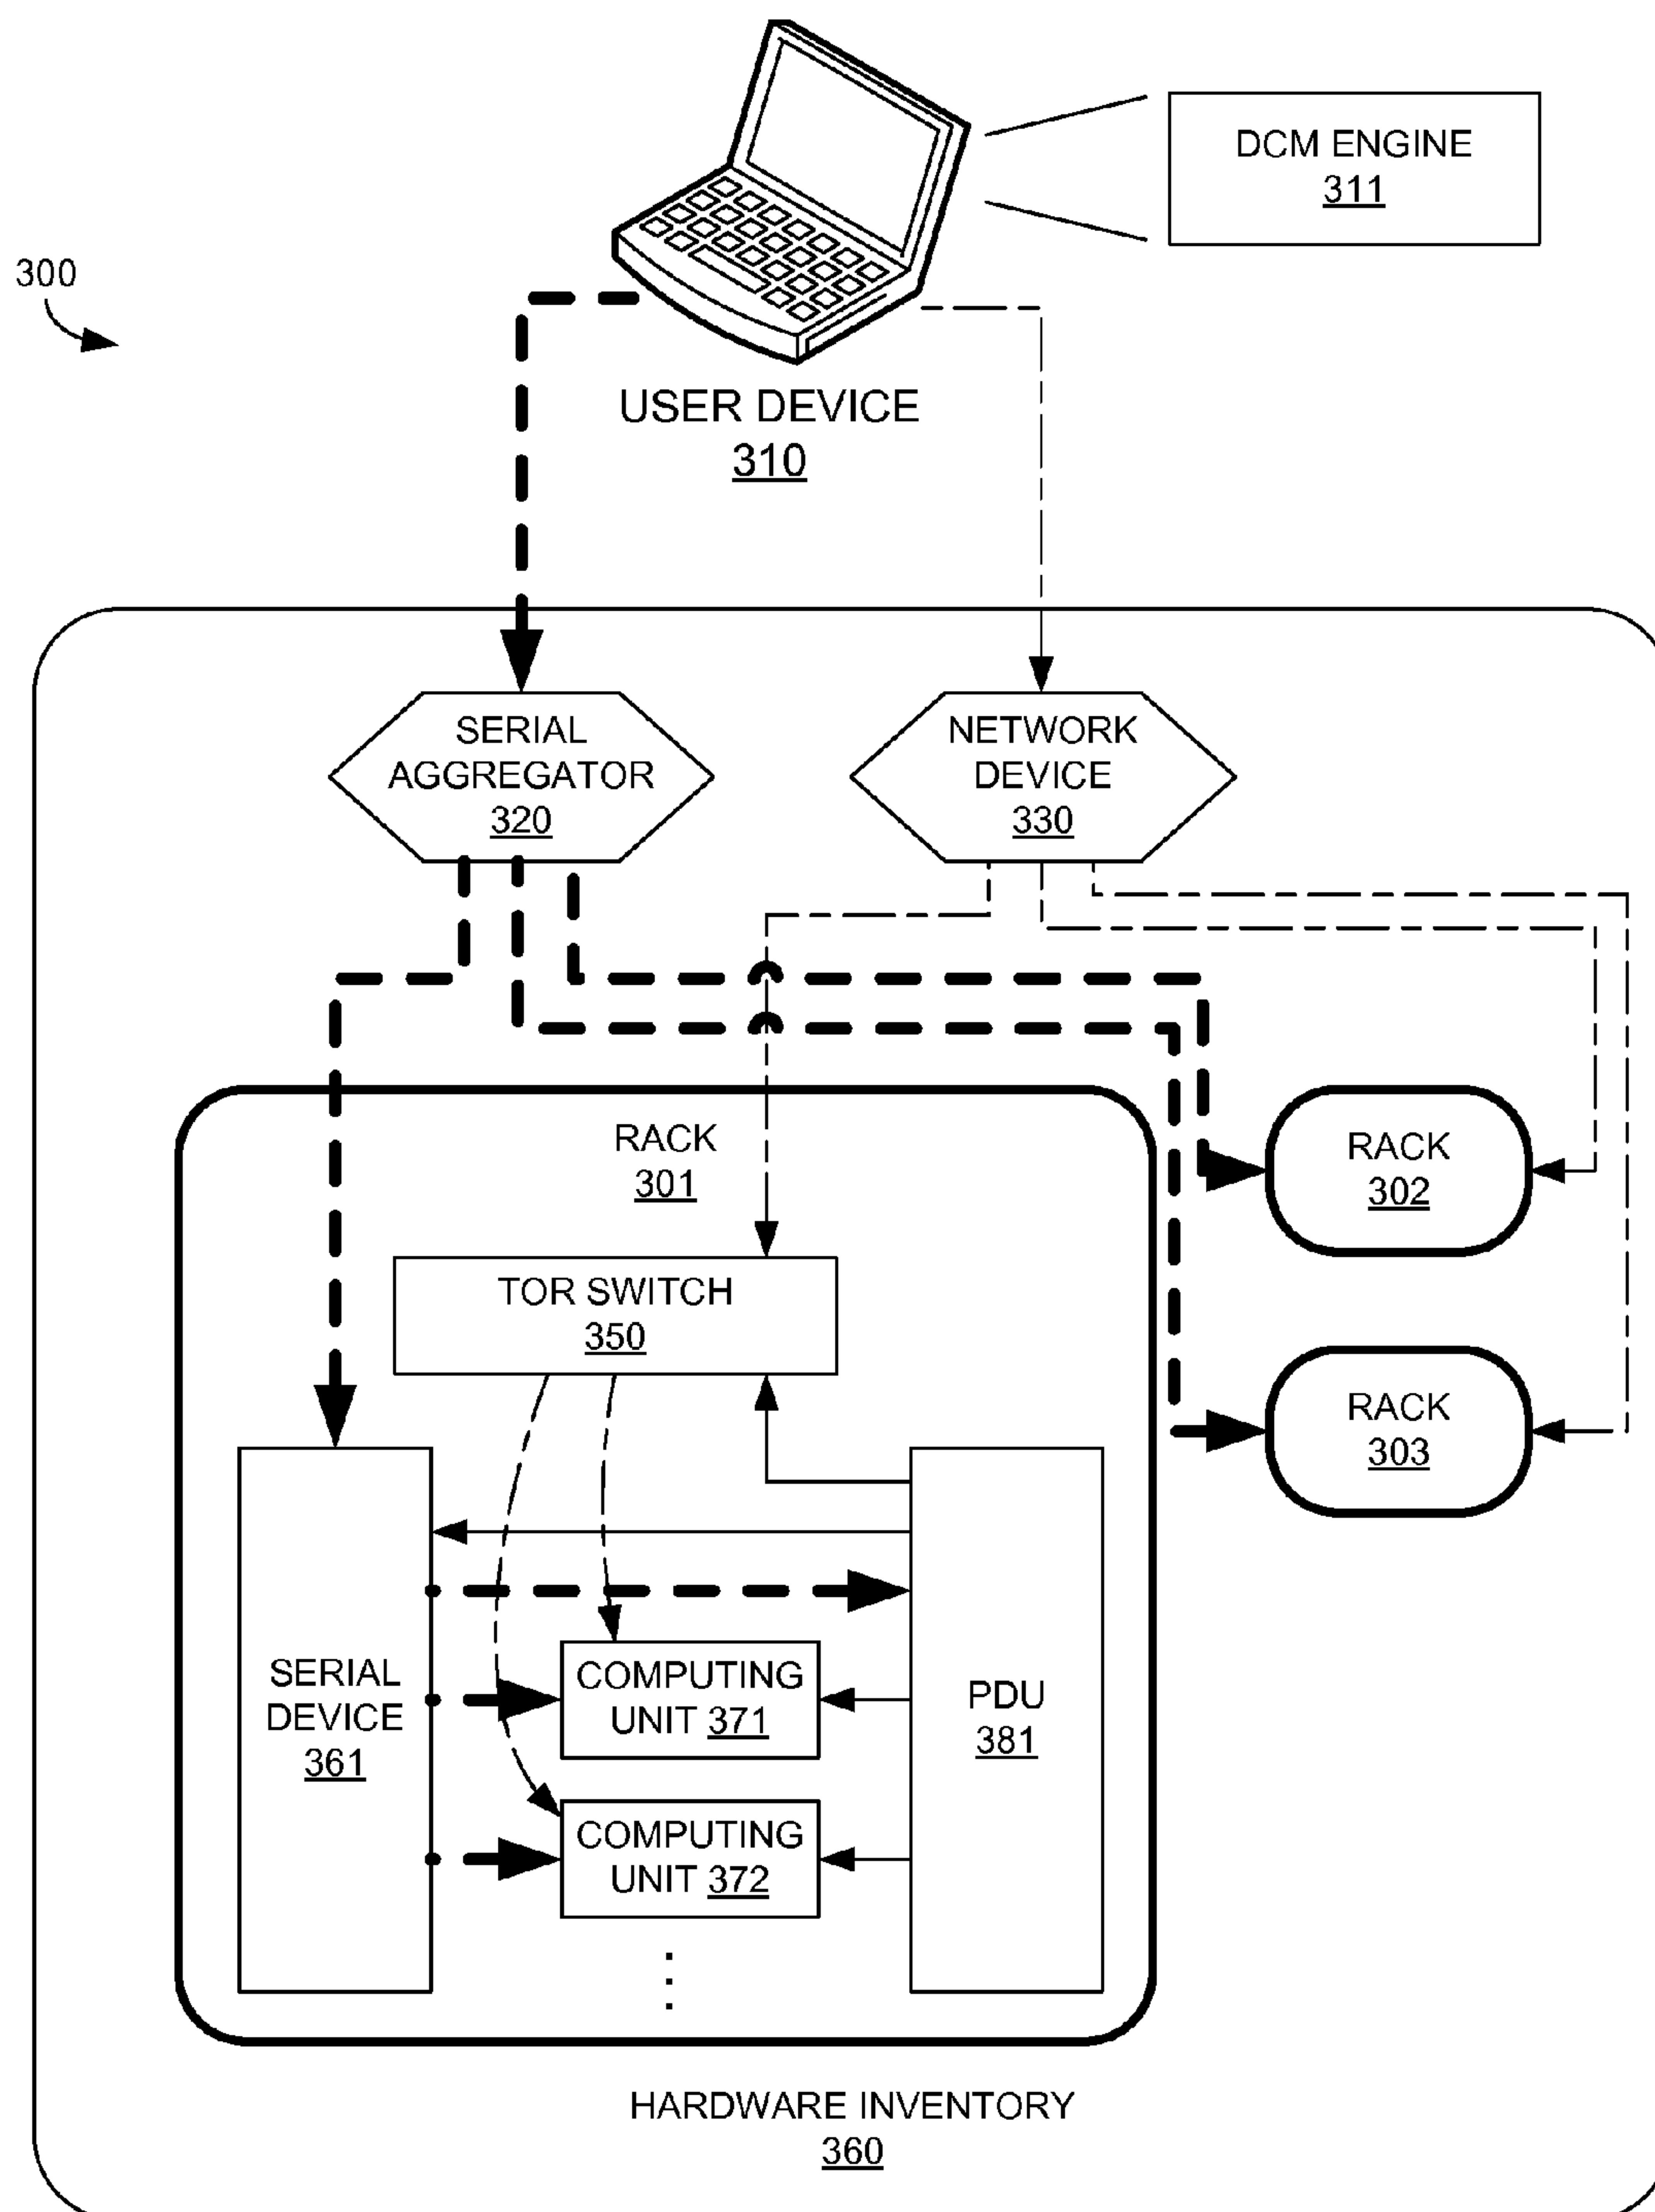 DCM ENGINE
311
300
USER DEVICE
310
SERIAL
AGGREGATOR
320
NETWORK
DEVICE
330
RACK
301
RACK
302
TOR SWITCH
350
RACK
303
SERIAL
DEVICE
361
COMPUTING
UNIT 371
PDU
381
COMPUTING
UNIT 372
HARDWARE INVENTORY
360